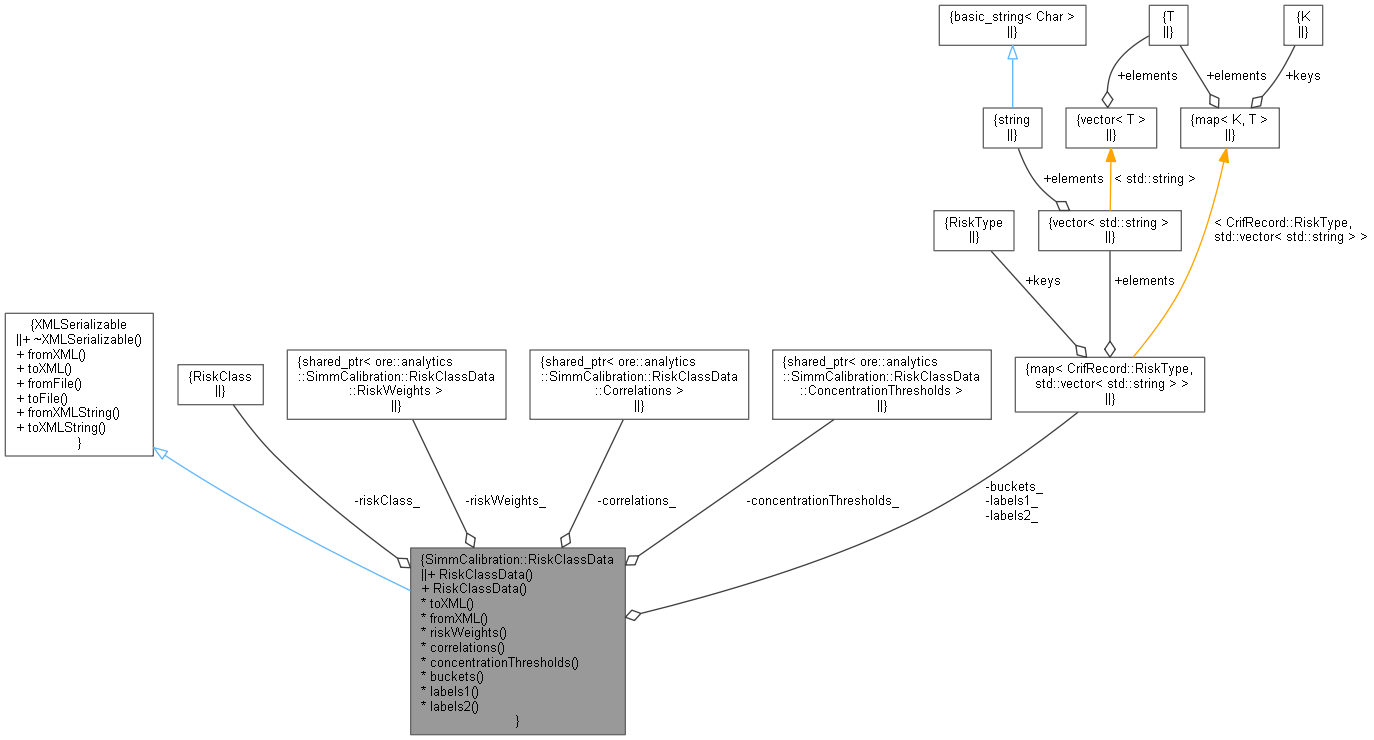 {basic_string< Char >
||}
{T
||}
{K
||}
+elements
+elements
+keys
{string
||}
{vector< T >
||}
{map< K, T >
||}
+elements
< std::string >
{RiskType
||}
{vector< std::string >
||}
< CrifRecord::RiskType,
std::vector< std::string > >
+keys
+elements
{XMLSerializable
||+ ~XMLSerializable()
+ fromXML()
+ toXML()
+ fromFile()
+ toFile()
+ fromXMLString()
+ toXMLString()
}
{RiskClass
||}
{shared_ptr< ore::analytics
::SimmCalibration::RiskClassData
::RiskWeights >
||}
{shared_ptr< ore::analytics
::SimmCalibration::RiskClassData
::Correlations >
||}
{shared_ptr< ore::analytics
::SimmCalibration::RiskClassData
::ConcentrationThresholds >
||}
{map< CrifRecord::RiskType,
std::vector< std::string > >
||}
-riskClass_
-riskWeights_
-correlations_
-concentrationThresholds_
-buckets_
-labels1_
-labels2_
{SimmCalibration::RiskClassData
||+ RiskClassData()
+ RiskClassData()
* toXML()
* fromXML()
* riskWeights()
* correlations()
* concentrationThresholds()
* buckets()
* labels1()
* labels2()
}